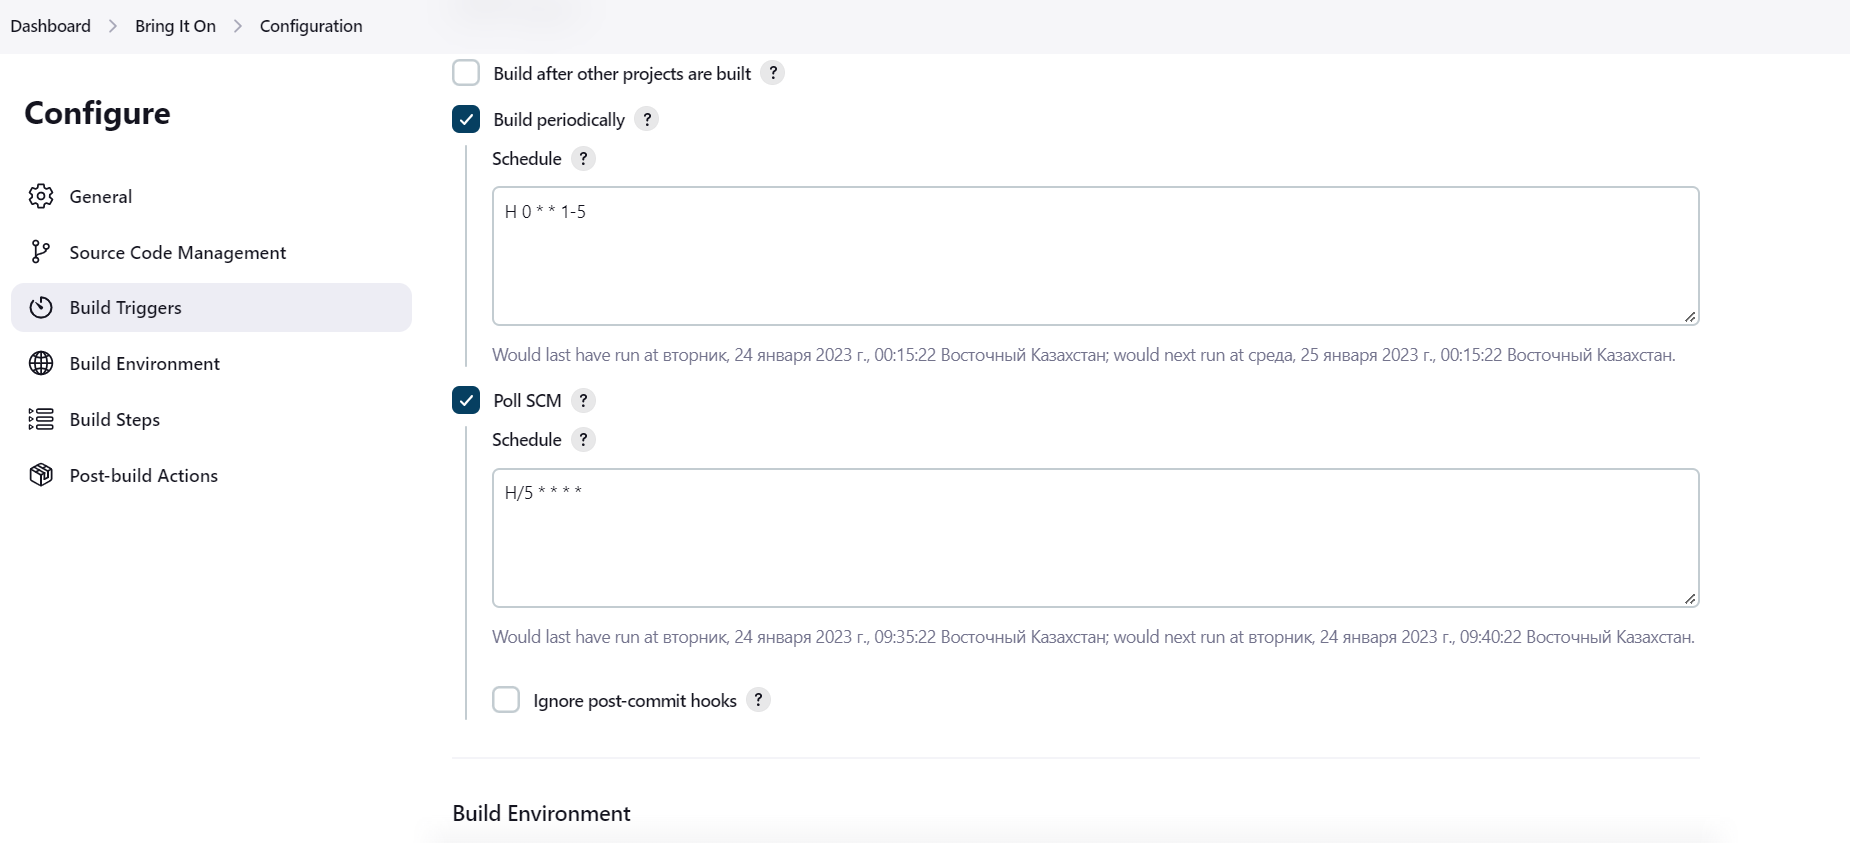 Dashboard > Bring It On > Configuration
Configure
General
Source Code Management
Build Triggers
Build Environment
Build Steps
Post-build Actions
Build after other projects are built ?
Build periodically ?
Schedule ?
H 0 * * 1-5
Would last have run at вторник, 24 января 2023 г., 00:15:22 Восточный Казахстан; would next run at среда, 25 января 2023 г., 00:15:22 Восточный Казахстан.
Poll SCM ?
Schedule ?
H/5 * * * *
Would last have run at вторник, 24 января 2023 г., 09:35:22 Восточный Казахстан; would next run at вторник, 24 января 2023 г., 09:40:22 Восточный Казахстан.
Ignore post-commit hooks ?
Build Environment